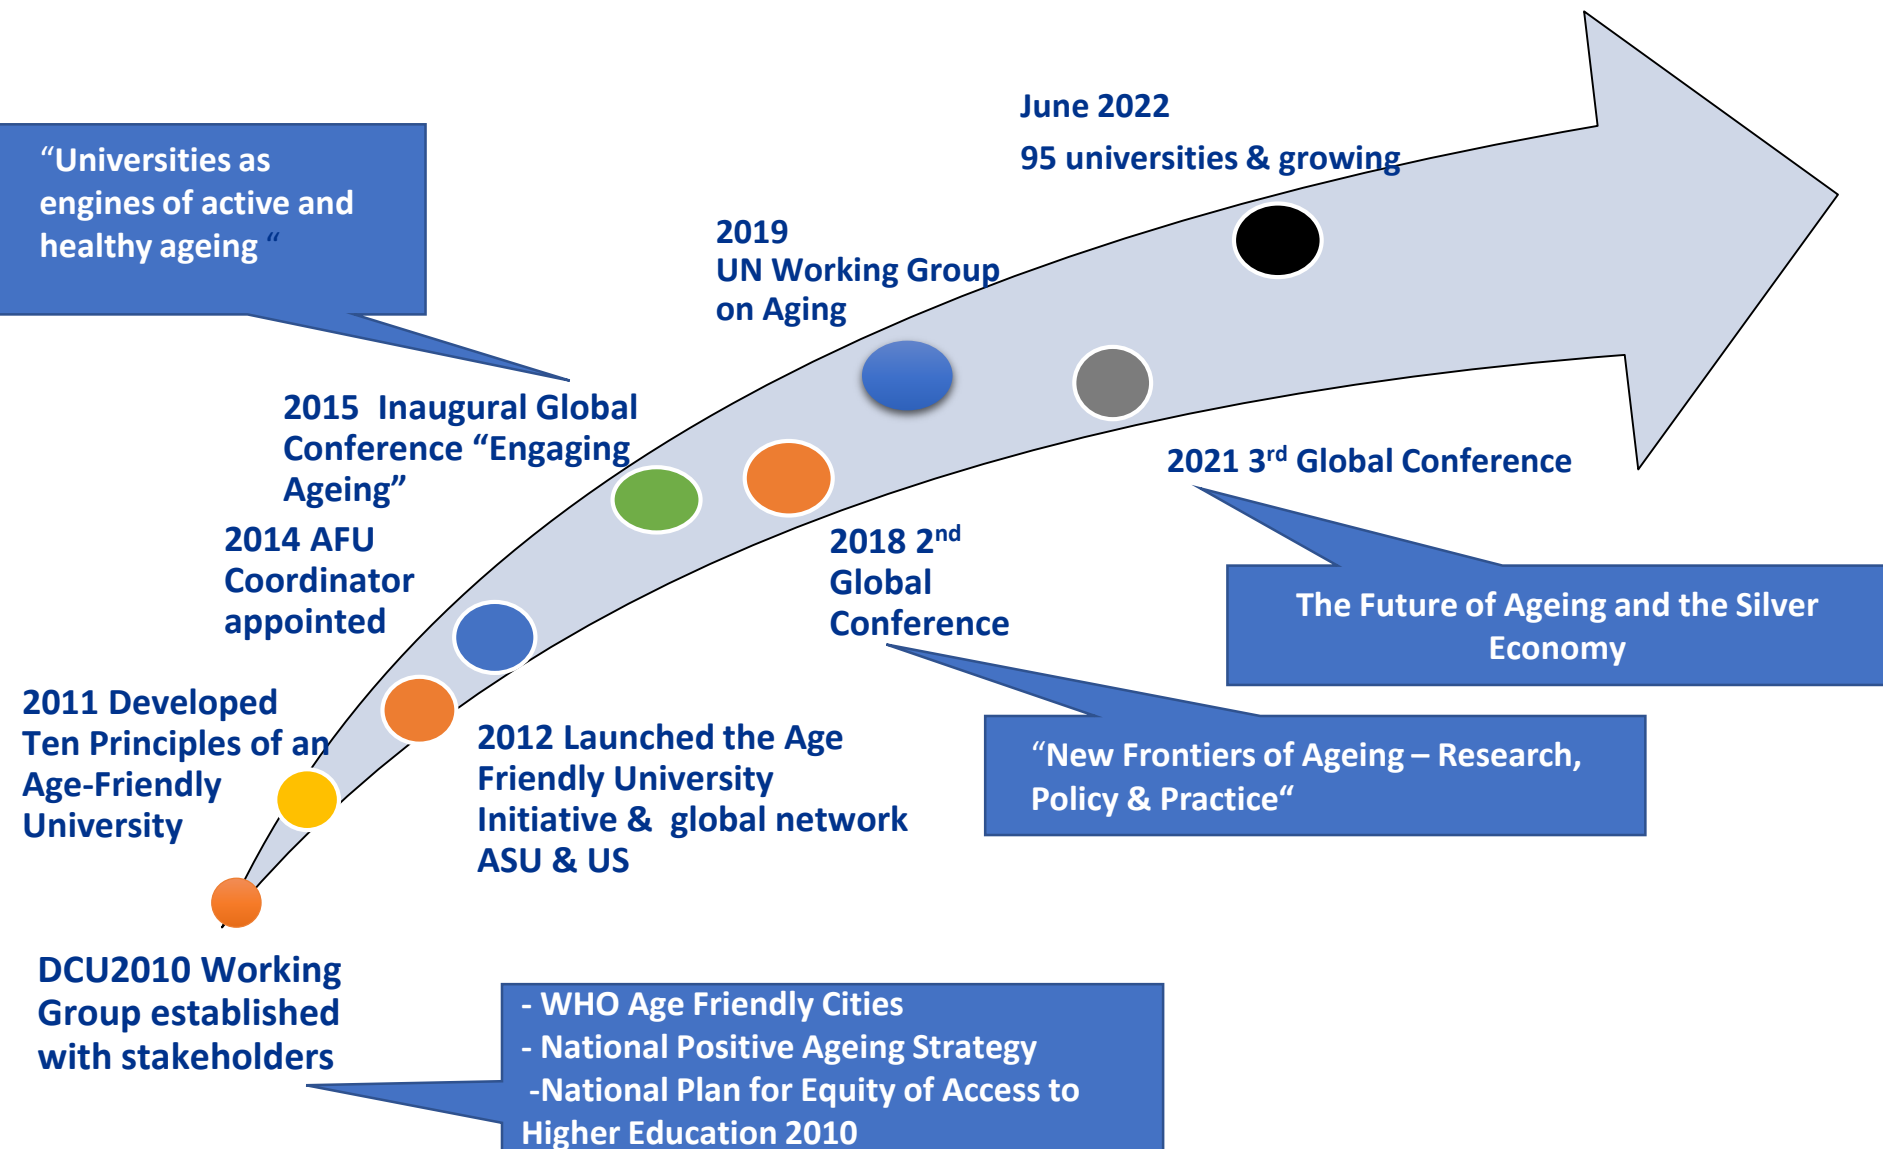 June 2022
95 universities & growing
“Universities as
engines of active and
healthy ageing “
2019
UN Working Group
on Aging
2015  Inaugural Global
Conference “Engaging
Ageing”
2021 3rd Global Conference
The Future of Ageing and the Silver
Economy
2014 AFU
Coordinator
appointed
2018 2nd
Global
Conference
“New Frontiers of Ageing – Research,
Policy & Practice“
2011 Developed
Ten Principles of an
Age-Friendly
University
2012 Launched the Age
Friendly University
Initiative &  global network
ASU & US
DCU2010 Working
Group established
with stakeholders
- WHO Age Friendly Cities
- National Positive Ageing Strategy
-National Plan for Equity of Access to
Higher Education 2010